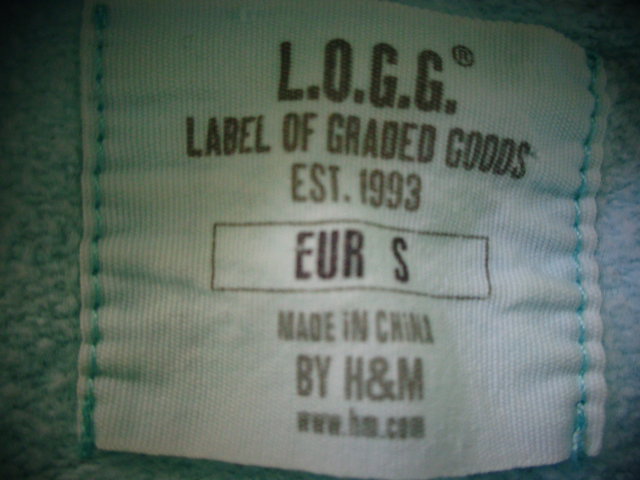 L.O.G.G.®
LABEL OF GRADED GOODS
EST. 1993
EUR S
MADE IN CHINA
BY H&M
www.hm.com